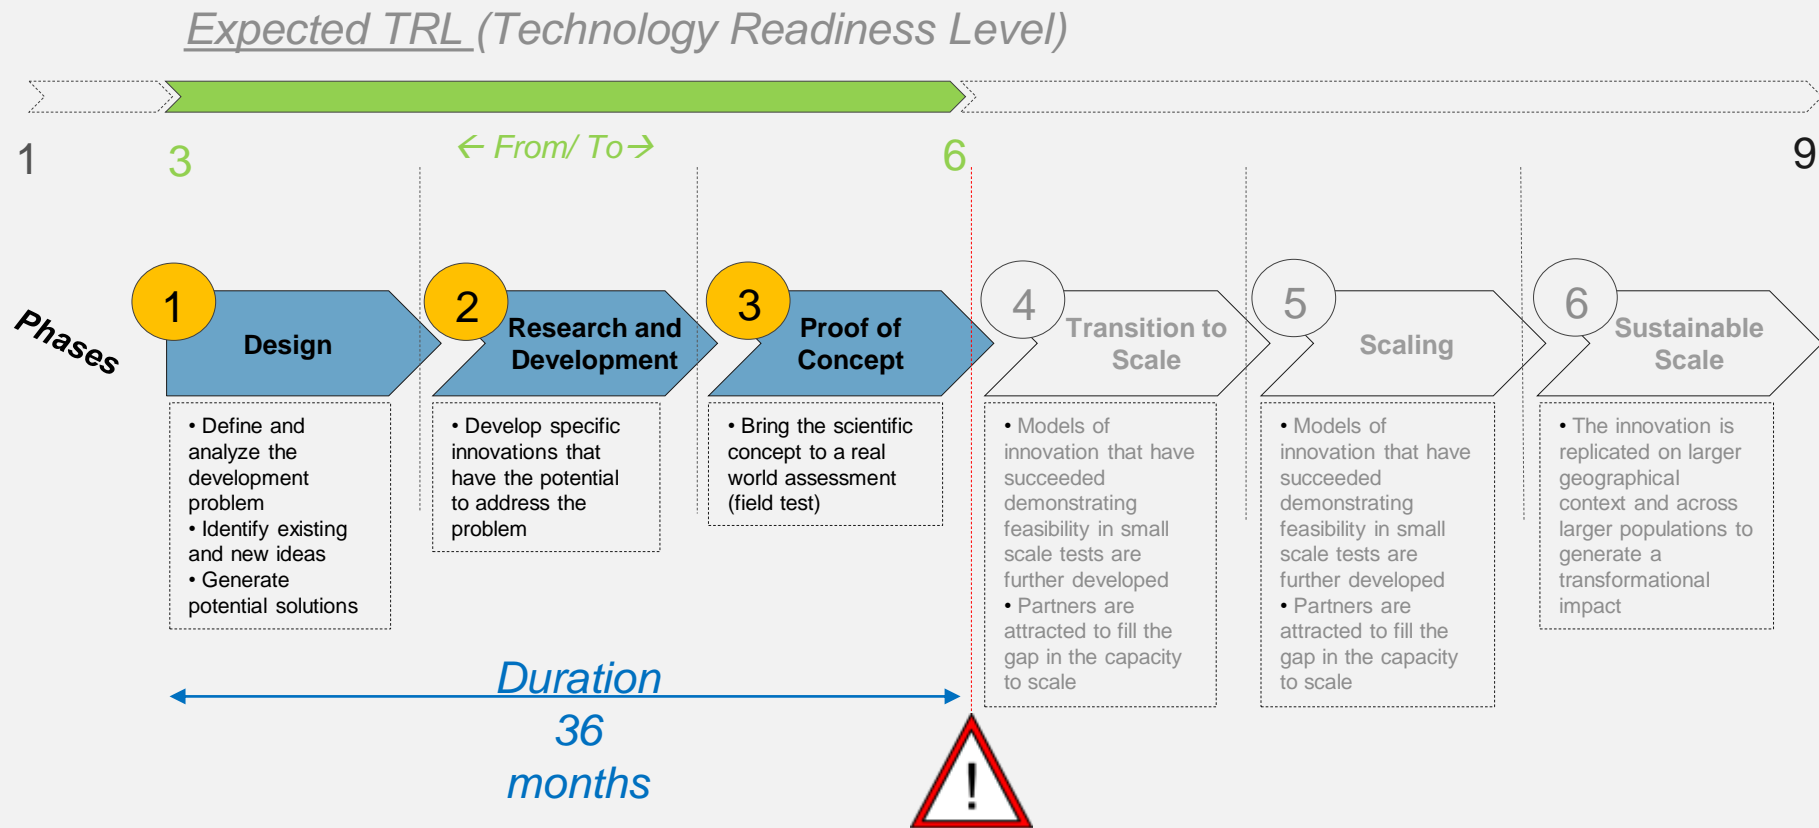 Expected TRL (Technology Readiness Level)
1
3
← From/ To→
6
9
Phases
1
Design
2
Research and
Development
3
Proof of
Concept
4
Transition to
Scale
5
Scaling
6
Sustainable
Scale
• Define and
analyze the
development
problem
• Identify existing
and new ideas
• Generate
potential solutions
• Develop specific
innovations that
have the potential
to address the
problem
• Bring the scientific
concept to a real
world assessment
(field test)
• Models of
innovation that have
succeeded
demonstrating
feasibility in small
scale tests are
further developed
• Partners are
attracted to fill the
gap in the capacity
to scale
• Models of
innovation that have
succeeded
demonstrating
feasibility in small
scale tests are
further developed
• Partners are
attracted to fill the
gap in the capacity
to scale
• The innovation is
replicated on larger
geographical
context and across
larger populations to
generate a
transformational
impact
Duration
36
months
!